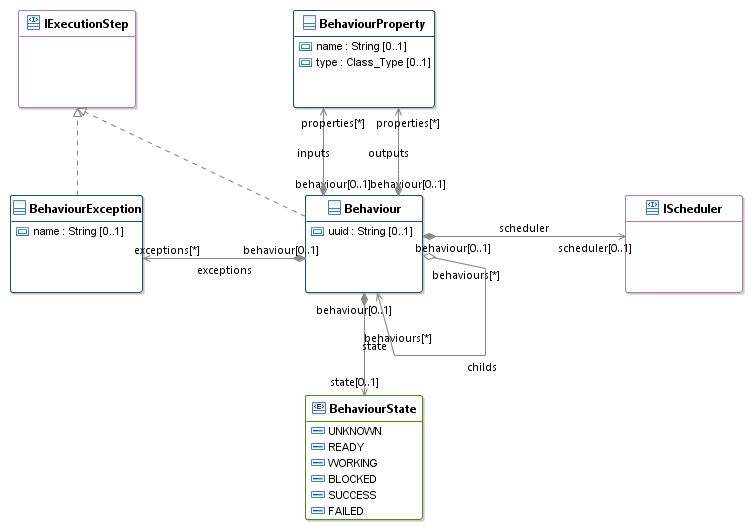 IExecutionStep
BehaviourProperty
name : String [0..1]
type : Class_Type [0..1]
properties[*]
properties[*]
inputs
outputs
behaviour[0..1]
behaviour[0..1]
BehaviourException
name : String [0..1]
Behaviour
uuid : String [0..1]
IScheduler
scheduler
exceptions[*]
behaviour[0..1]
behaviour[0..1]
scheduler[0..1]
exceptions
behaviours[*]
behaviour[0..1]
behaviours[*]
state
childs
state[0..1]
BehaviourState
UNKNOWN
READY
WORKING
BLOCKED
SUCCESS
FAILED